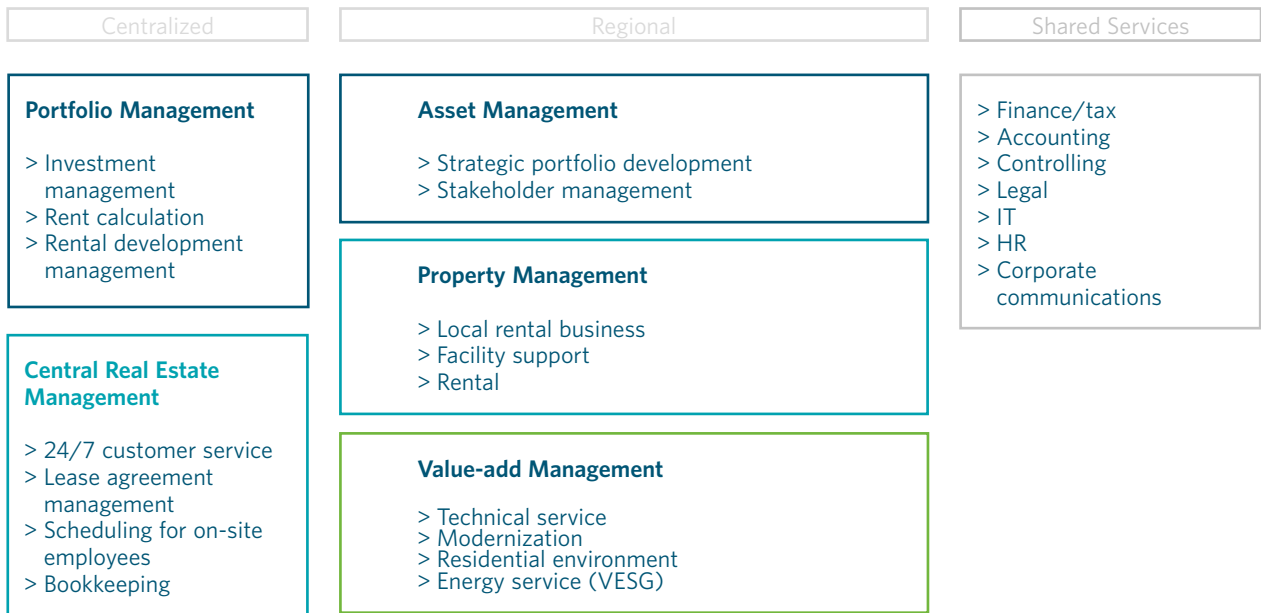 Centralized
Regional
Shared Services
Portfolio Management
> Investment
management
> Rent calculation
> Rental development
management
Central Real Estate
Management
> 24/7 customer service
> Lease agreement
management
> Scheduling for on-site
employees
> Bookkeeping
Asset Management
> Strategic portfolio development
> Stakeholder management
Property Management
> Local rental business
> Facility support
> Rental
Value-add Management
> Technical service
> Modernization
> Residential environment
> Energy service (VESG)
> Finance/tax
> Accounting
> Controlling
> Legal
> IT
> HR
> Corporate
communications